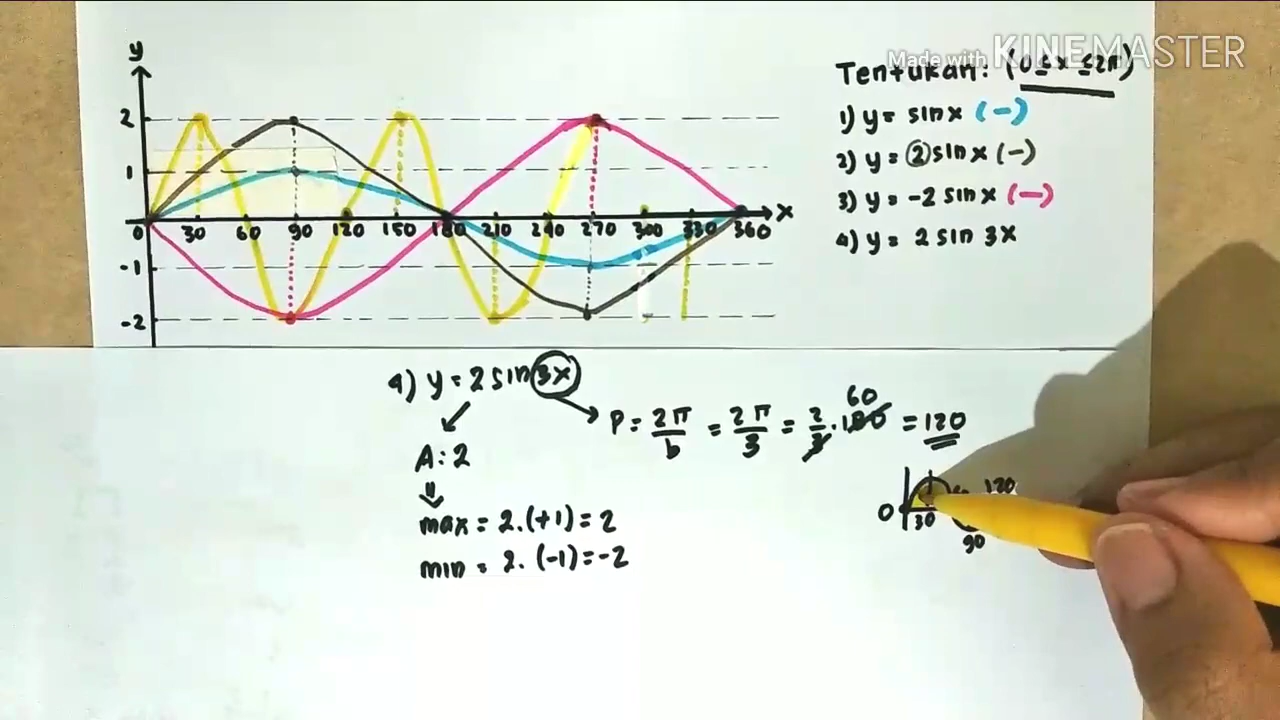 Made with KINEMASTER
y
Tentukan: (0≤x≤2π)
1) y = sin x (-)
2) y = 2 sin x (-)
3) y = -2 sin x (-)
4) y = 2 sin 3x
2
1
0 30 60 90 120 150 180 210 240 270 300 330 360 x
-1
-2
4) y = 2 sin 3x
P = 2π/b = 2π/3 = 2/3 . 180 = 120
60
A: 2
max = 2. (+1) = 2
min = 2. (-1) = -2
120
0 30
90